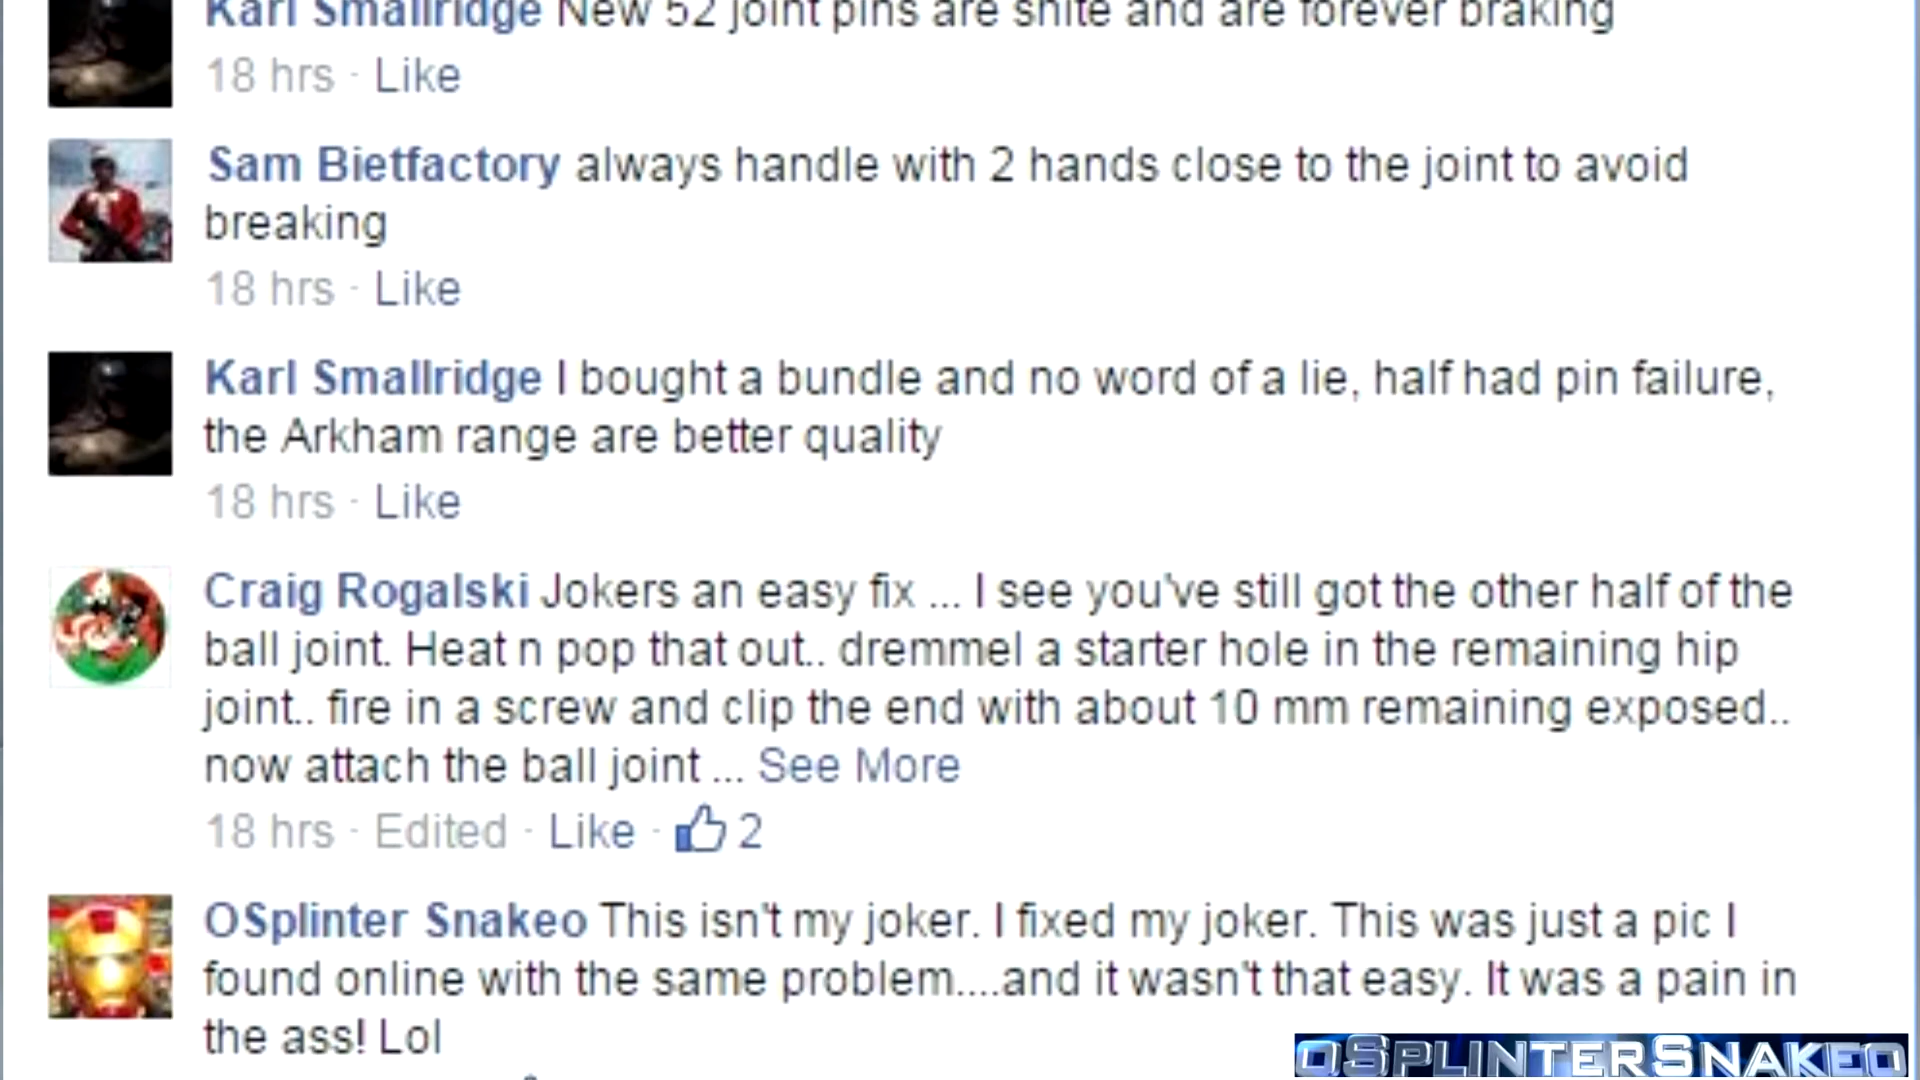 Karl Smallridge New 52 joint pins are shite and are forever braking
18 hrs · Like
Sam Bietfactory always handle with 2 hands close to the joint to avoid
breaking
18 hrs · Like
Karl Smallridge I bought a bundle and no word of a lie, half had pin failure,
the Arkham range are better quality
18 hrs · Like
Craig Rogalski Jokers an easy fix ... I see you've still got the other half of the
ball joint. Heat n pop that out.. dremmel a starter hole in the remaining hip
joint.. fire in a screw and clip the end with about 10 mm remaining exposed..
now attach the ball joint ... See More
18 hrs · Edited · Like · 2
OSplinter Snakeo This isn't my joker. I fixed my joker. This was just a pic I
found online with the same problem....and it wasn't that easy. It was a pain in
the ass! Lol
OSPLINTERSNAKEO